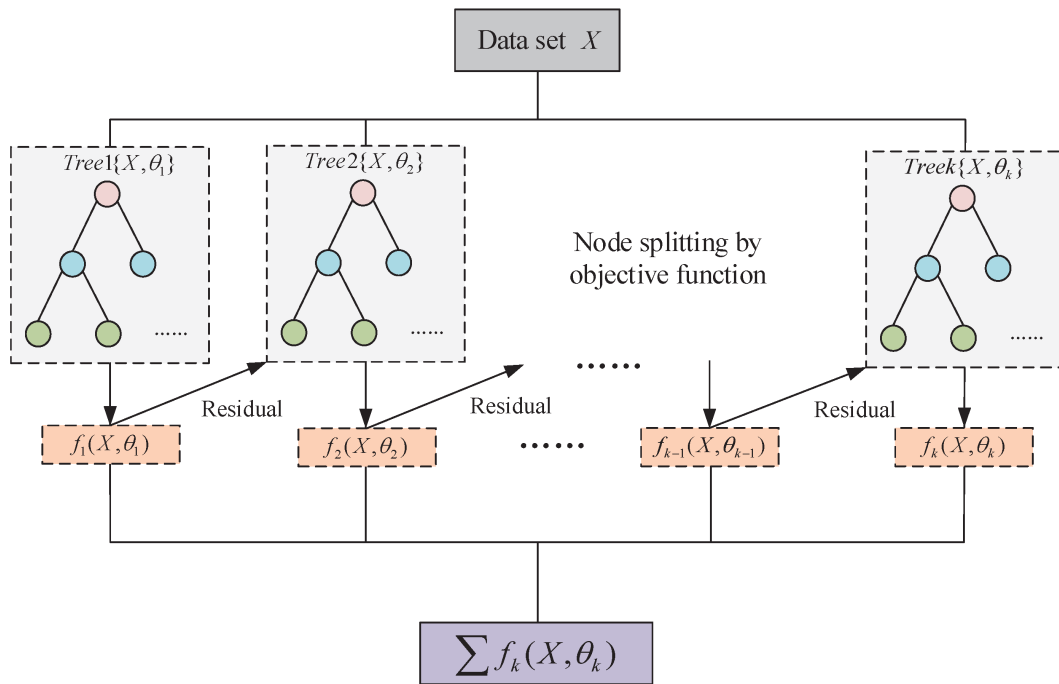 Data set X
Tree1{X,θ₁}
Tree2{X,θ₂}
Treek{X,θₖ}
Node splitting by
objective function
......
......
......
......
Residual
Residual
Residual
f₁(X,θ₁)
f₂(X,θ₂)
......
fₖ₋₁(X,θₖ₋₁)
fₖ(X,θₖ)
∑ fₖ(X,θₖ)